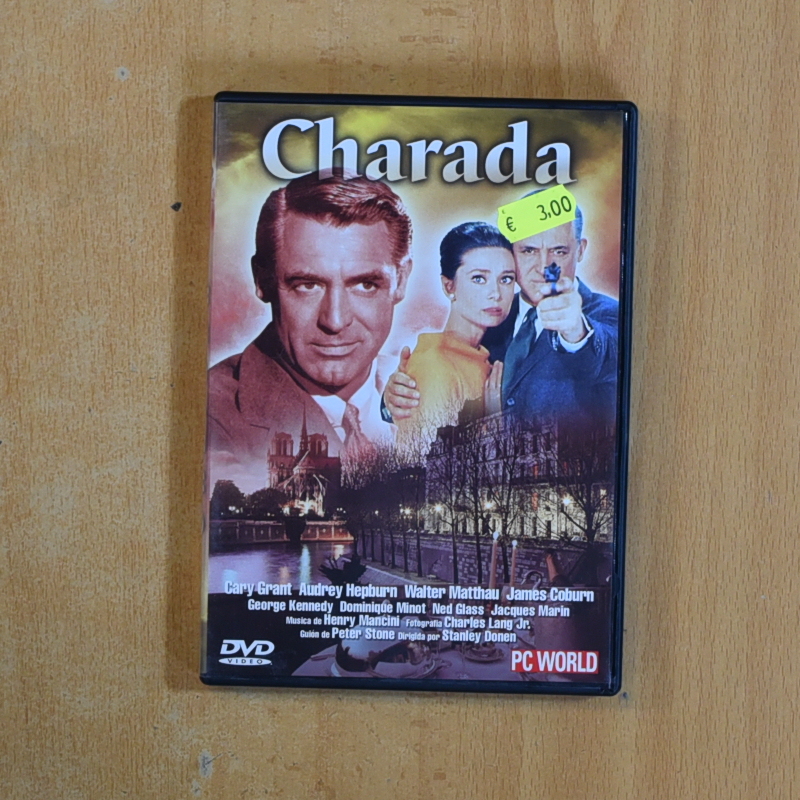 Charada
€ 3,00
Cary Grant Audrey Hepburn Walter Matthau James Coburn
George Kennedy Dominique Minot Ned Glass Jacques Marin
Musica de Henry Mancini Fotografía Charles Lang Jr.
Guión de Peter Stone Dirigida por Stanley Donen
DVD
VIDEO
PC WORLD